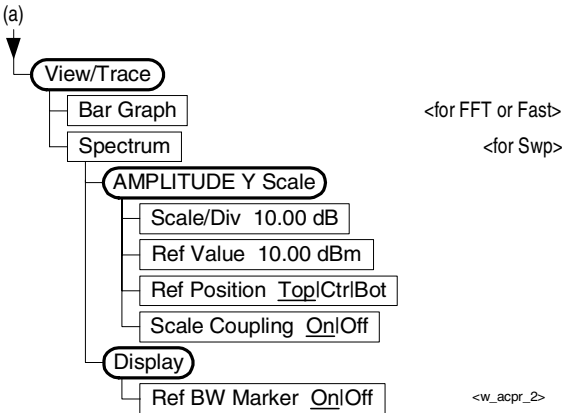 (a)
View/Trace
Bar Graph <for FFT or Fast>
Spectrum <for Swp>
AMPLITUDE Y Scale
Scale/Div 10.00 dB
Ref Value 10.00 dBm
Ref Position Top|Ctrl|Bot
Scale Coupling On|Off
Display
Ref BW Marker On|Off <w_acpr_2>